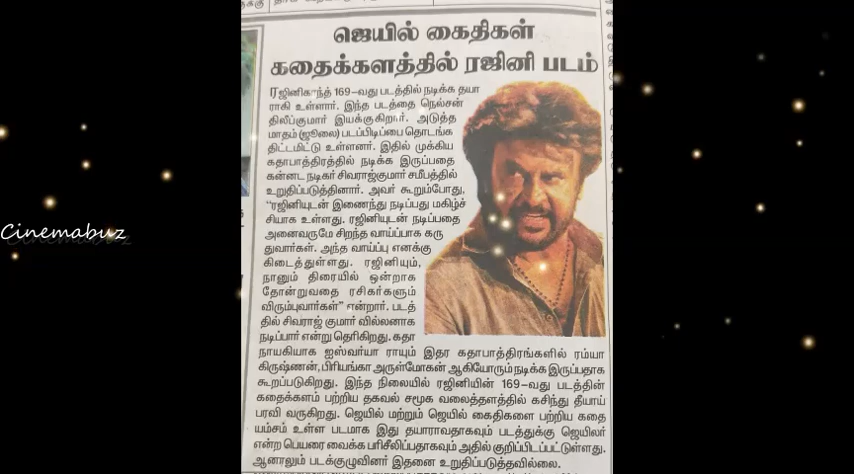 ஜெயில் கைதிகள்
கதைக்களத்தில் ரஜினி படம்
ரஜினிகாந்த் 169-வது படத்தில் நடிக்க தயா
ராகி உள்ளார். இந்த படத்தை நெல்சன்
திலீப்குமார் இயக்குகிறார். அடுத்த
மாதம் (ஜூலை) படப்பிடிப்பை தொடங்க
திட்டமிட்டு உள்ளனர். இதில் முக்கிய
கதாபாத்திரத்தில் நடிக்க இருப்பதை
கன்னட நடிகர் சிவராஜ்குமார் சமீபத்தில்
உறுதிப்படுத்தினார். அவர் கூறும்போது,
"ரஜினியுடன் இணைந்து நடிப்பது மகிழ்ச்
சியாக உள்ளது. ரஜினியுடன் நடிப்பதை
அனைவருமே சிறந்த வாய்ப்பாக கரு
துவார்கள். அந்த வாய்ப்பு எனக்கு
கிடைத்துள்ளது. ரஜினியும்,
நானும் திரையில் ஒன்றாக
தோன்றுவதை ரசிகர்களும்
விரும்புவார்கள்" என்றார். படத்
தில் சிவராஜ் குமார் வில்லனாக
நடிப்பார் என்று தெரிகிறது. கதா
நாயகியாக ஐஸ்வர்யா ராயும் இதர கதாபாத்திரங்களில் ரம்யா
கிருஷ்ணன், பிரியங்கா அருள்மோகன் ஆகியோரும் நடிக்க இருப்பதாக
கூறப்படுகிறது. இந்த நிலையில் ரஜினியின் 169-வது படத்தின்
கதைக்களம் பற்றிய தகவல் சமூக வலைத்தளத்தில் கசிந்து தீயாய்
பரவி வருகிறது. ஜெயில் மற்றும் ஜெயில் கைதிகளை பற்றிய கதை
யம்சம் உள்ள படமாக இது தயாராவதாகவும் படத்துக்கு ஜெயிலர்
என்ற பெயரை வைக்க பரிசீலிப்பதாகவும் அதில் குறிப்பிடப்பட்டுள்ளது.
ஆனாலும் படக்குழுவினர் இதனை உறுதிப்படுத்தவில்லை.
Cinemabuz